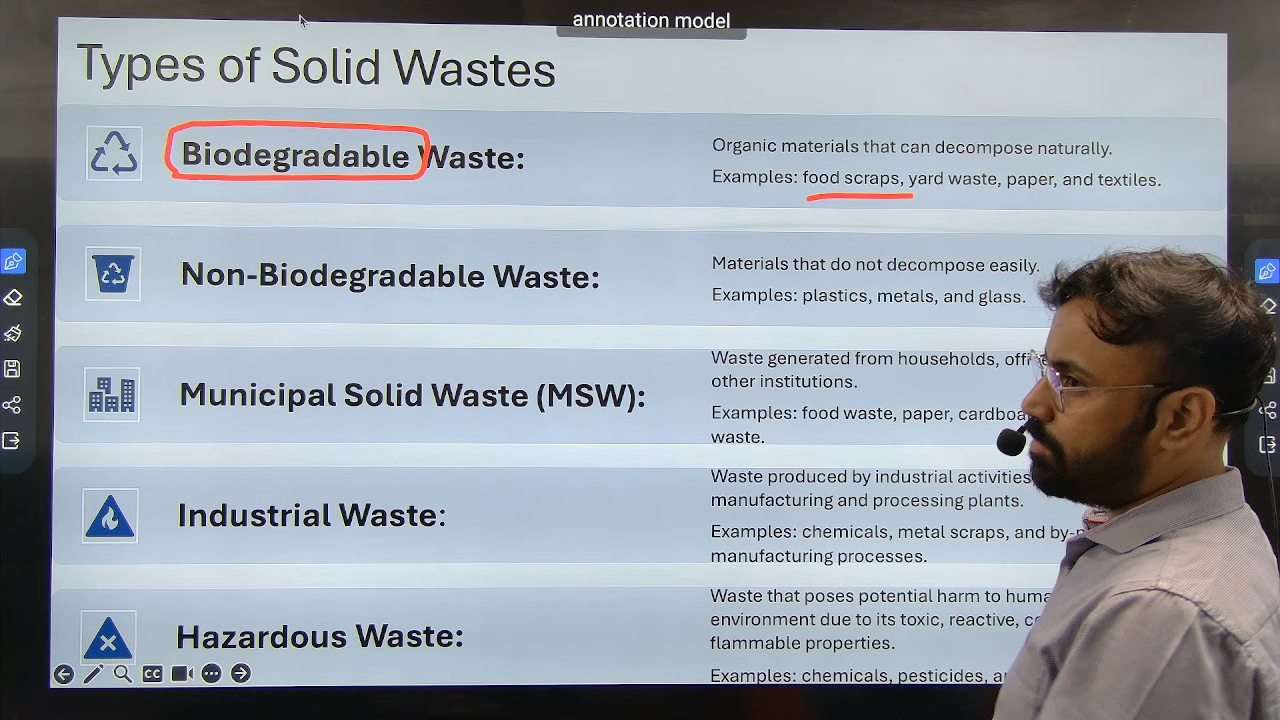 annotation model
Types of Solid Wastes
Biodegradable Waste:
Organic materials that can decompose naturally.
Examples: food scraps, yard waste, paper, and textiles.
Non-Biodegradable Waste:
Materials that do not decompose easily.
Examples: plastics, metals, and glass.
Municipal Solid Waste (MSW):
Waste generated from households,
other institutions.
Examples: food waste, paper,
waste.
Industrial Waste:
Waste produced by industrial activities
manufacturing and processing plants.
Examples: chemicals, metal scraps, and
manufacturing processes.
Hazardous Waste:
Waste that poses potential harm to
environment due to its toxic, reactive,
flammable properties.
Examples: chemicals, pesticides,
CC